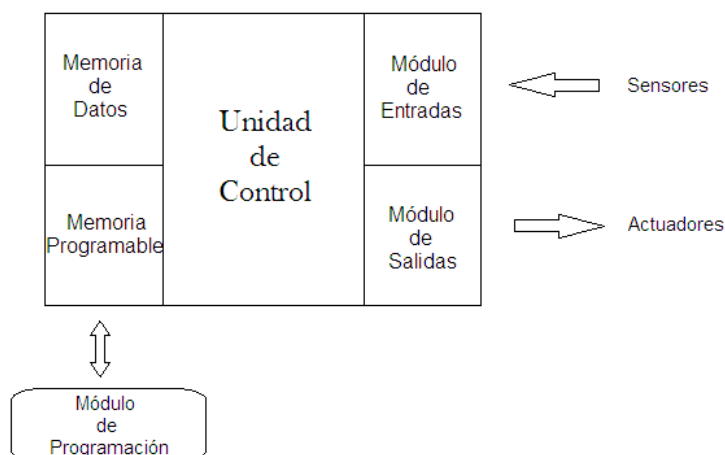 Memoria
de
Datos
Unidad
de
Control
Módulo
de
Entradas
Sensores
Memoria
Programable
Módulo
de
Salidas
Actuadores
Módulo
de
Programación